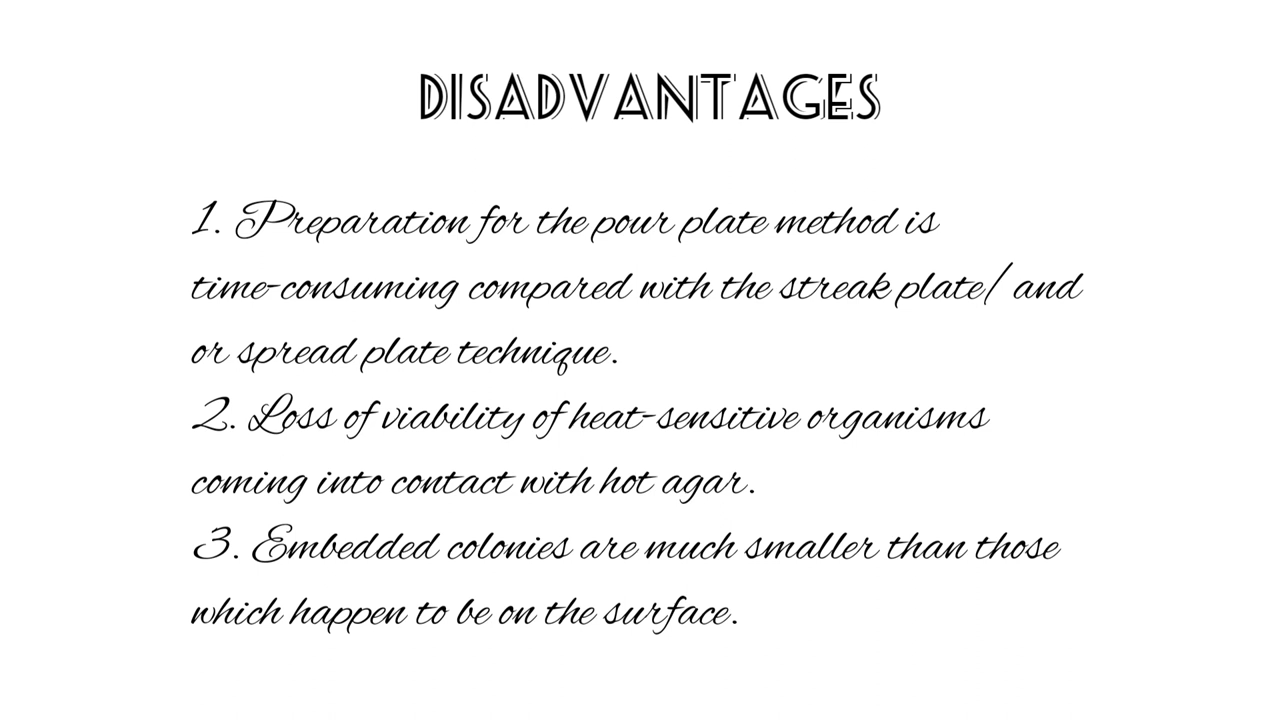 DISADVANTAGES
1. Preparation for the pour plate method is
time-consuming compared with the streak plate/ and
or spread plate technique.
2. Loss of viability of heat-sensitive organisms
coming into contact with hot agar.
3. Embedded colonies are much smaller than those
which happen to be on the surface.